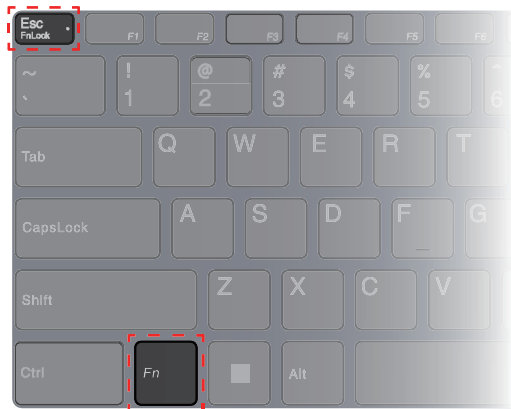 Esc
FnLock
F1
F2
F3
F4
F5
F6
~
`
!
1
@
2
#
3
$
4
%
5
^
6
Tab
Q
W
E
R
T
CapsLock
A
S
D
F
G
Shift
Z
X
C
V
Ctrl
Fn
Alt